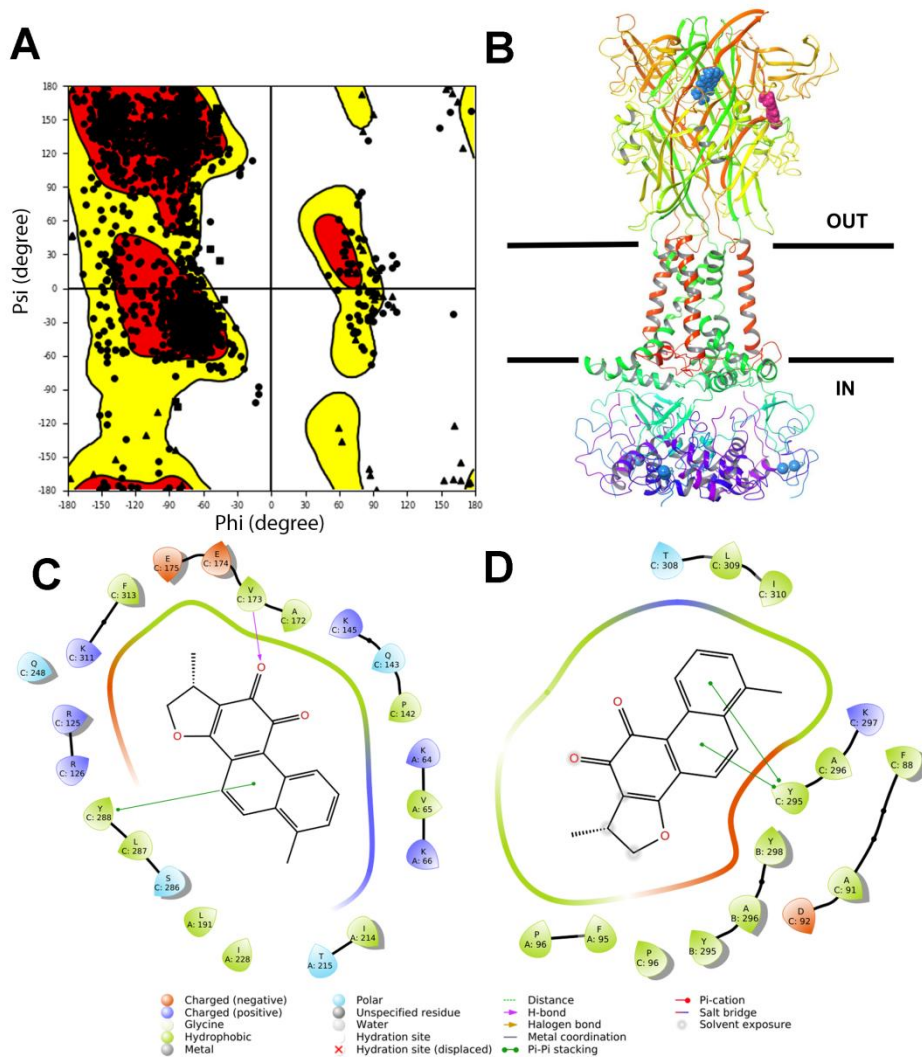 A
180
150
120
90
60
30
0
-30
-60
-90
-120
-150
-180
Psi (degree)
-180 -150 -120 -90 -60 -30 0 30 60 90 120 150 180
Phi (degree)
B
OUT
IN
C
E
C: 175
E
C: 174
V
C: 173
A
C: 172
F
C: 313
K
C: 311
Q
C: 248
R
C: 125
R
C: 126
K
C: 145
Q
C: 143
P
C: 142
K
A: 64
V
A: 65
K
A: 66
Y
C: 288
L
C: 287
S
C: 286
L
A: 191
I
A: 228
I
A: 214
T
A: 215
O
O
O
D
T
C: 308
L
C: 309
I
C: 310
K
C: 297
A
C: 296
Y
C: 295
F
C: 88
A
C: 91
D
C: 92
Y
B: 298
A
B: 296
Y
B: 295
P
C: 96
F
A: 95
P
A: 96
O
O
O
Charged (negative)
Charged (positive)
Glycine
Hydrophobic
Metal
Polar
Unspecified residue
Water
Hydration site
Hydration site (displaced)
Distance
H-bond
Halogen bond
Metal coordination
Pi-Pi stacking
Pi-cation
Salt bridge
Solvent exposure